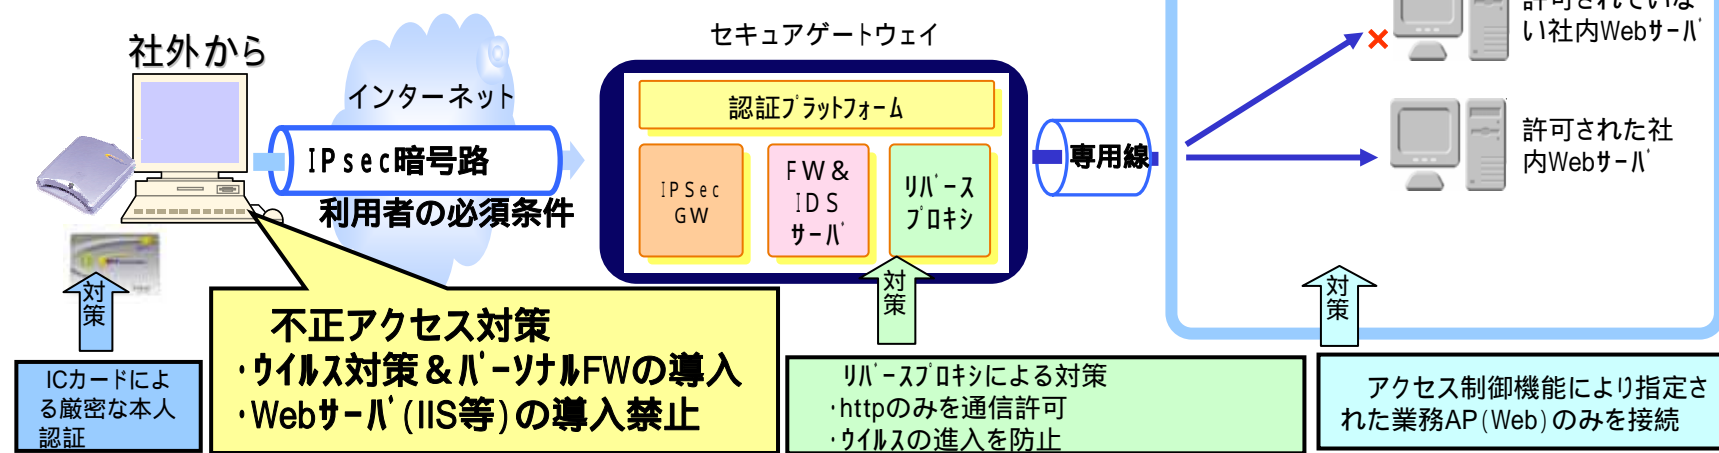 社外から
インターネット
IPsec暗号路
利用者の必須条件
セキュアゲートウェイ
認証プラットフォーム
IPSec
GW
FW&
IDS
サーバ
リバース
プロキシ
専用線
許可されていな
い社内Webサーバ
許可された社
内Webサーバ
対
策
対
策
対
策
ICカードによ
る厳密な本人
認証
不正アクセス対策
・ウイルス対策&パーソナルFWの導入
・Webサーバ(IIS等)の導入禁止
リバースプロキシによる対策
・httpのみを通信許可
・ウイルスの進入を防止
アクセス制御機能により指定さ
れた業務AP(Web)のみを接続